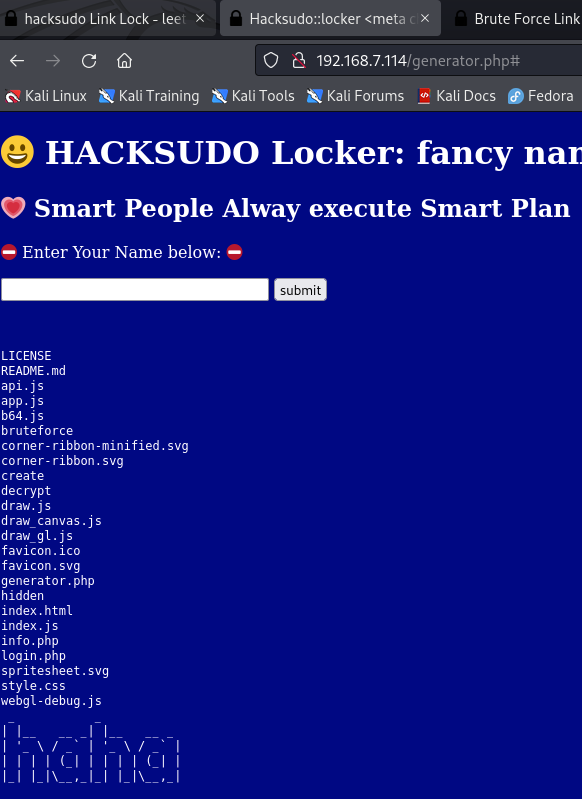 hacksudo Link Lock - leet
Hacksudo::locker <meta c
Brute Force Link
192.168.7.114/generator.php#
Kali Linux Kali Training Kali Tools Kali Forums Kali Docs Fedora
HACKSUDO Locker: fancy nam
Smart People Alway execute Smart Plan
Enter Your Name below:
submit
LICENSE
README.md
api.js
app.js
b64.js
bruteforce
corner-ribbon-minified.svg
corner-ribbon.svg
create
decrypt
draw.js
draw_canvas.js
draw_gl.js
favicon.ico
favicon.svg
generator.php
hidden
index.html
index.js
info.php
login.php
spritesheet.svg
style.css
webgl-debug.js
haha